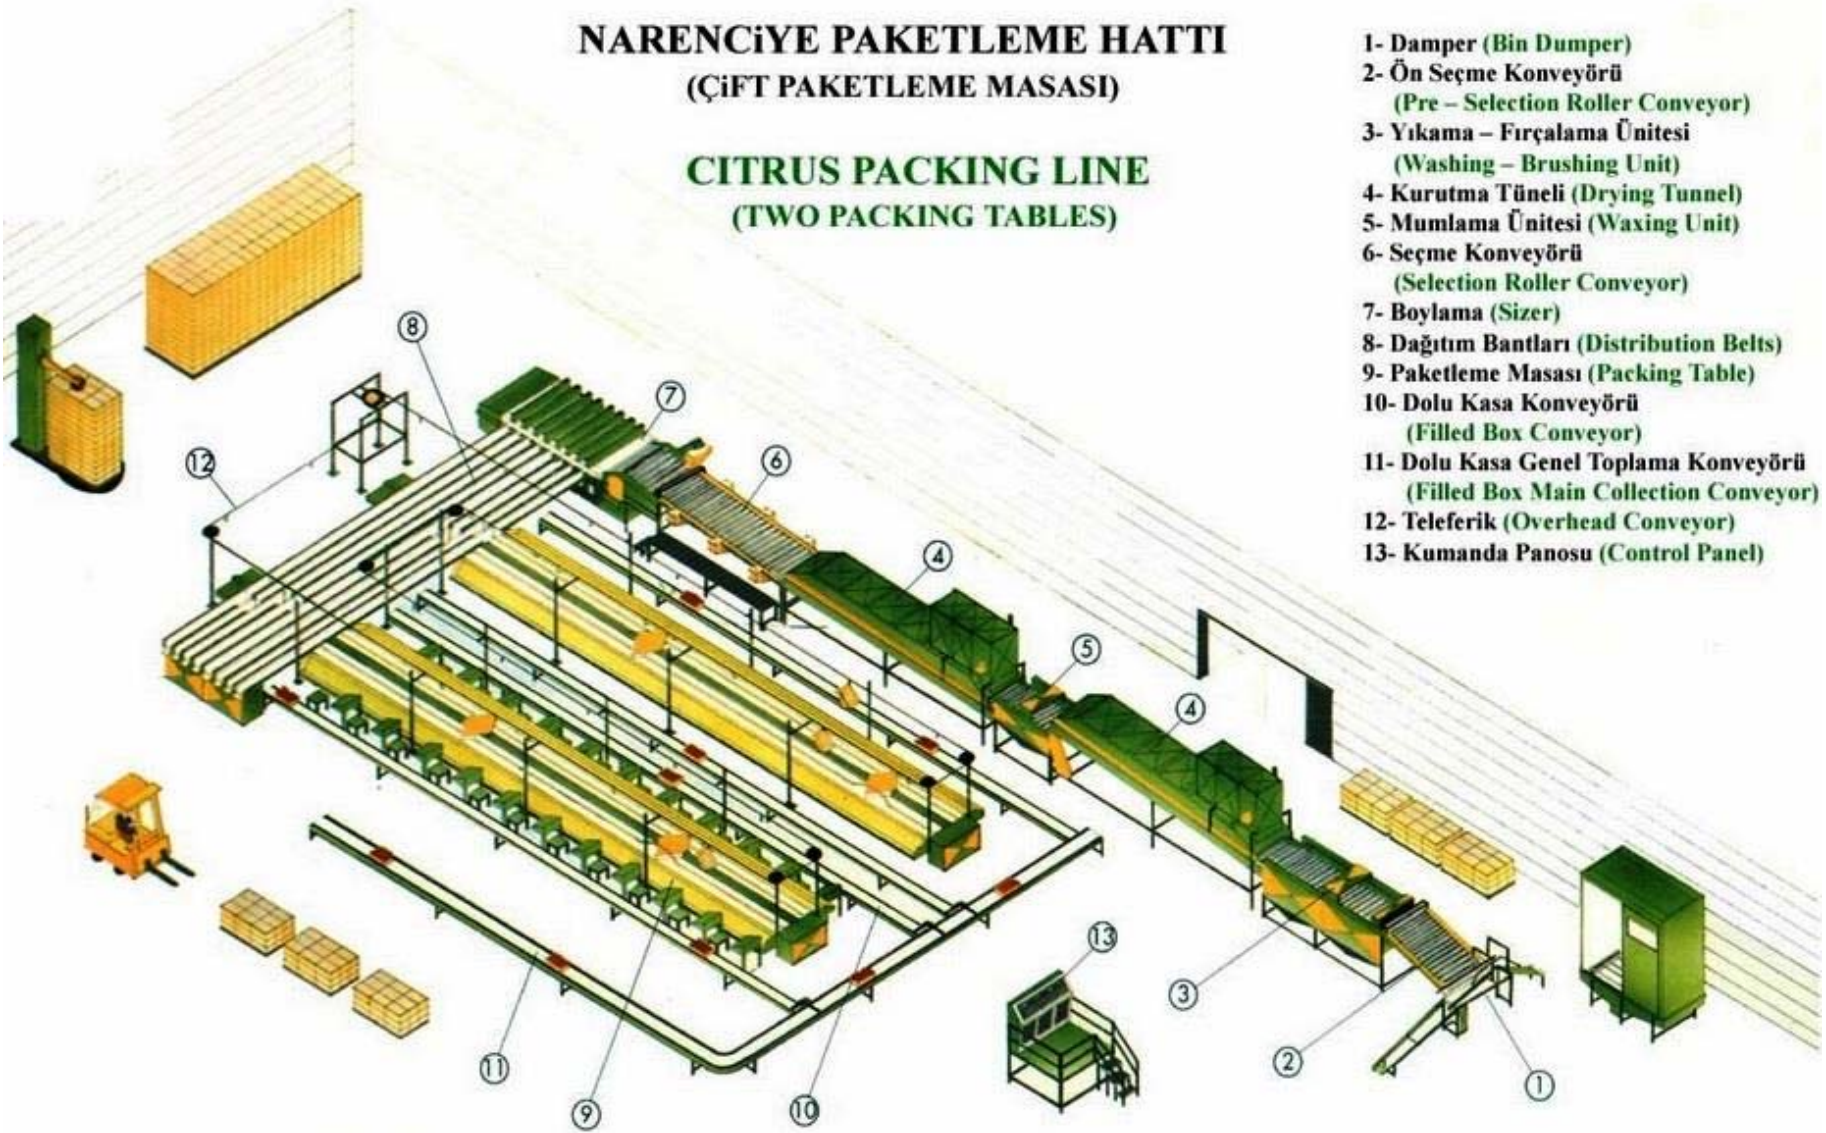 NARENCiYE PAKETLEME HATTI
(ÇiFT PAKETLEME MASASI)
CITRUS PACKING LINE
(TWO PACKING TABLES)
1- Damper (Bin Dumper)
2- Ön Seçme Konveyörü
(Pre – Selection Roller Conveyor)
3- Yıkama – Fırçalama Ünitesi
(Washing – Brushing Unit)
4- Kurutma Tüneli (Drying Tunnel)
5- Mumlama Ünitesi (Waxing Unit)
6- Seçme Konveyörü
(Selection Roller Conveyor)
7- Boylama (Sizer)
8- Dağıtım Bantları (Distribution Belts)
9- Paketleme Masası (Packing Table)
10- Dolu Kasa Konveyörü
(Filled Box Conveyor)
11- Dolu Kasa Genel Toplama Konveyörü
(Filled Box Main Collection Conveyor)
12- Teleferik (Overhead Conveyor)
13- Kumanda Panosu (Control Panel)
8
7
12
6
4
5
4
13
3
2
11
1
9
10